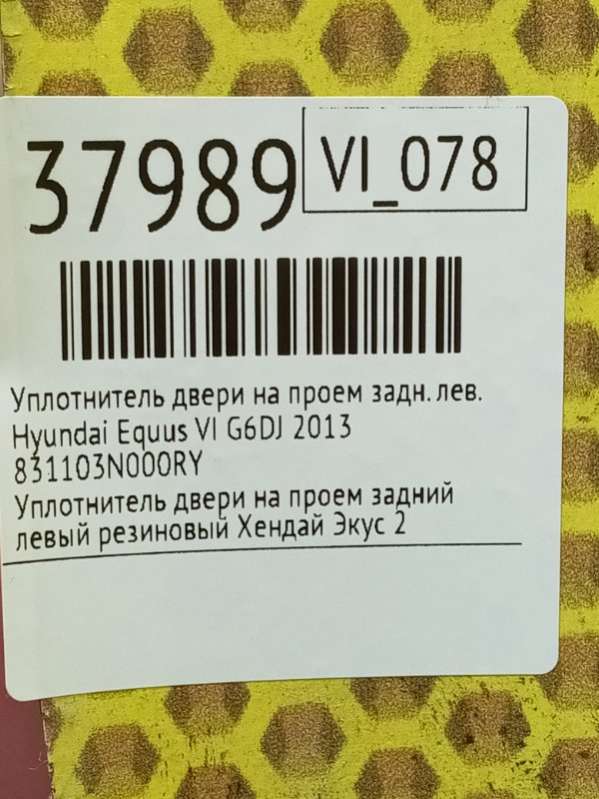 37989
VI_078
Уплотнитель двери на проем задн. лев.
Hyundai Equus VI G6DJ 2013
831103N000RY
Уплотнитель двери на проем задний
левый резиновый Хендай Экус 2